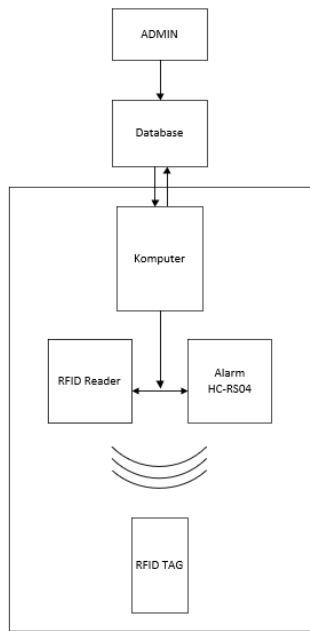 ADMIN
Database
Komputer
RFID Reader
Alarm
HC-RS04
RFID TAG